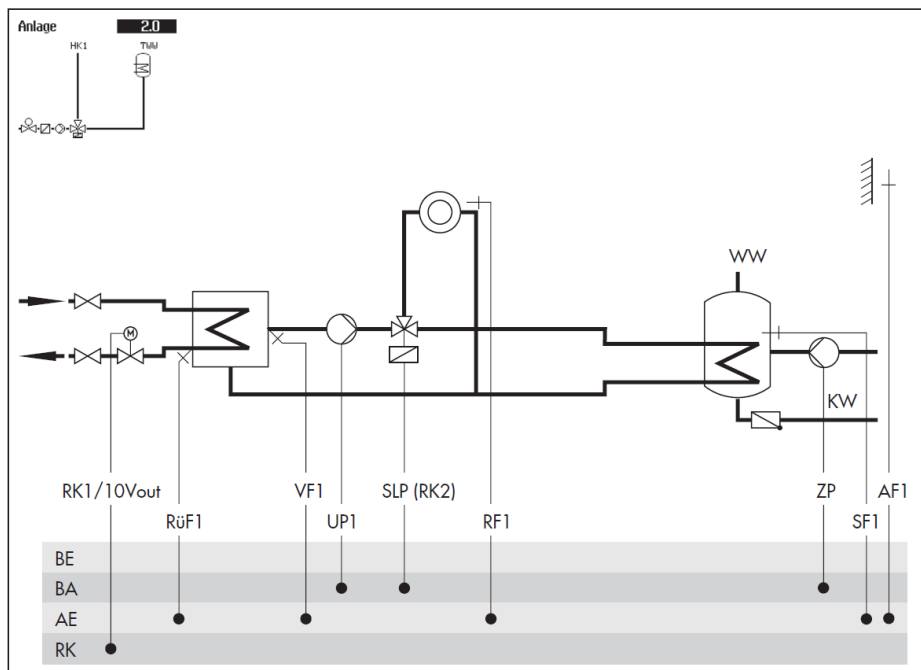 Anlage 2.0
HK1 TWW
M
WW
KW
RK1/10Vout VF1 SLP (RK2) ZP AF1
RüF1 UP1 RF1 SF1
BE
BA
AE
RK